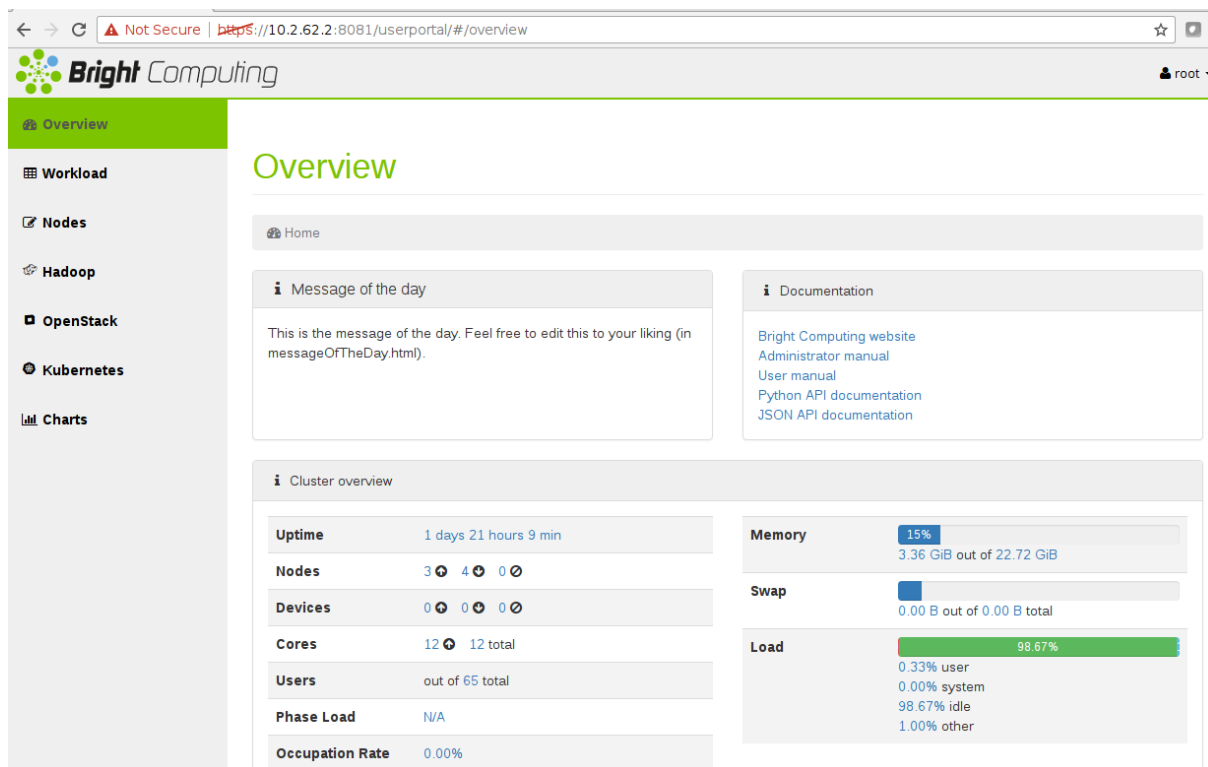 Not Secure | https://10.2.62.2:8081/userportal/#/overview
Bright Computing
root
Overview
Workload
Nodes
Hadoop
OpenStack
Kubernetes
Charts
Overview
Home
Message of the day
This is the message of the day. Feel free to edit this to your liking (in
messageOfTheDay.html).
Documentation
Bright Computing website
Administrator manual
User manual
Python API documentation
JSON API documentation
Cluster overview
Uptime 1 days 21 hours 9 min
Nodes 3 4 0
Devices 0 0 0
Cores 12 12 total
Users out of 65 total
Phase Load N/A
Occupation Rate 0.00%
Memory 15%
3.36 GiB out of 22.72 GiB
Swap
0.00 B out of 0.00 B total
Load 98.67%
0.33% user
0.00% system
98.67% idle
1.00% other